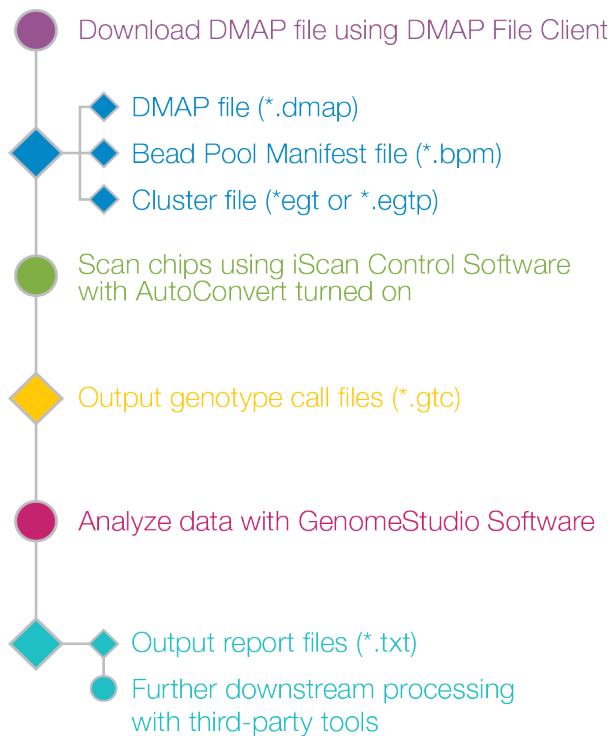 Download DMAP file using DMAP File Client
DMAP file (*.dmap)
Bead Pool Manifest file (*.bpm)
Cluster file (*egt or *.egtp)
Scan chips using iScan Control Software
with AutoConvert turned on
Output genotype call files (*.gtc)
Analyze data with GenomeStudio Software
Output report files (*.txt)
Further downstream processing
with third-party tools